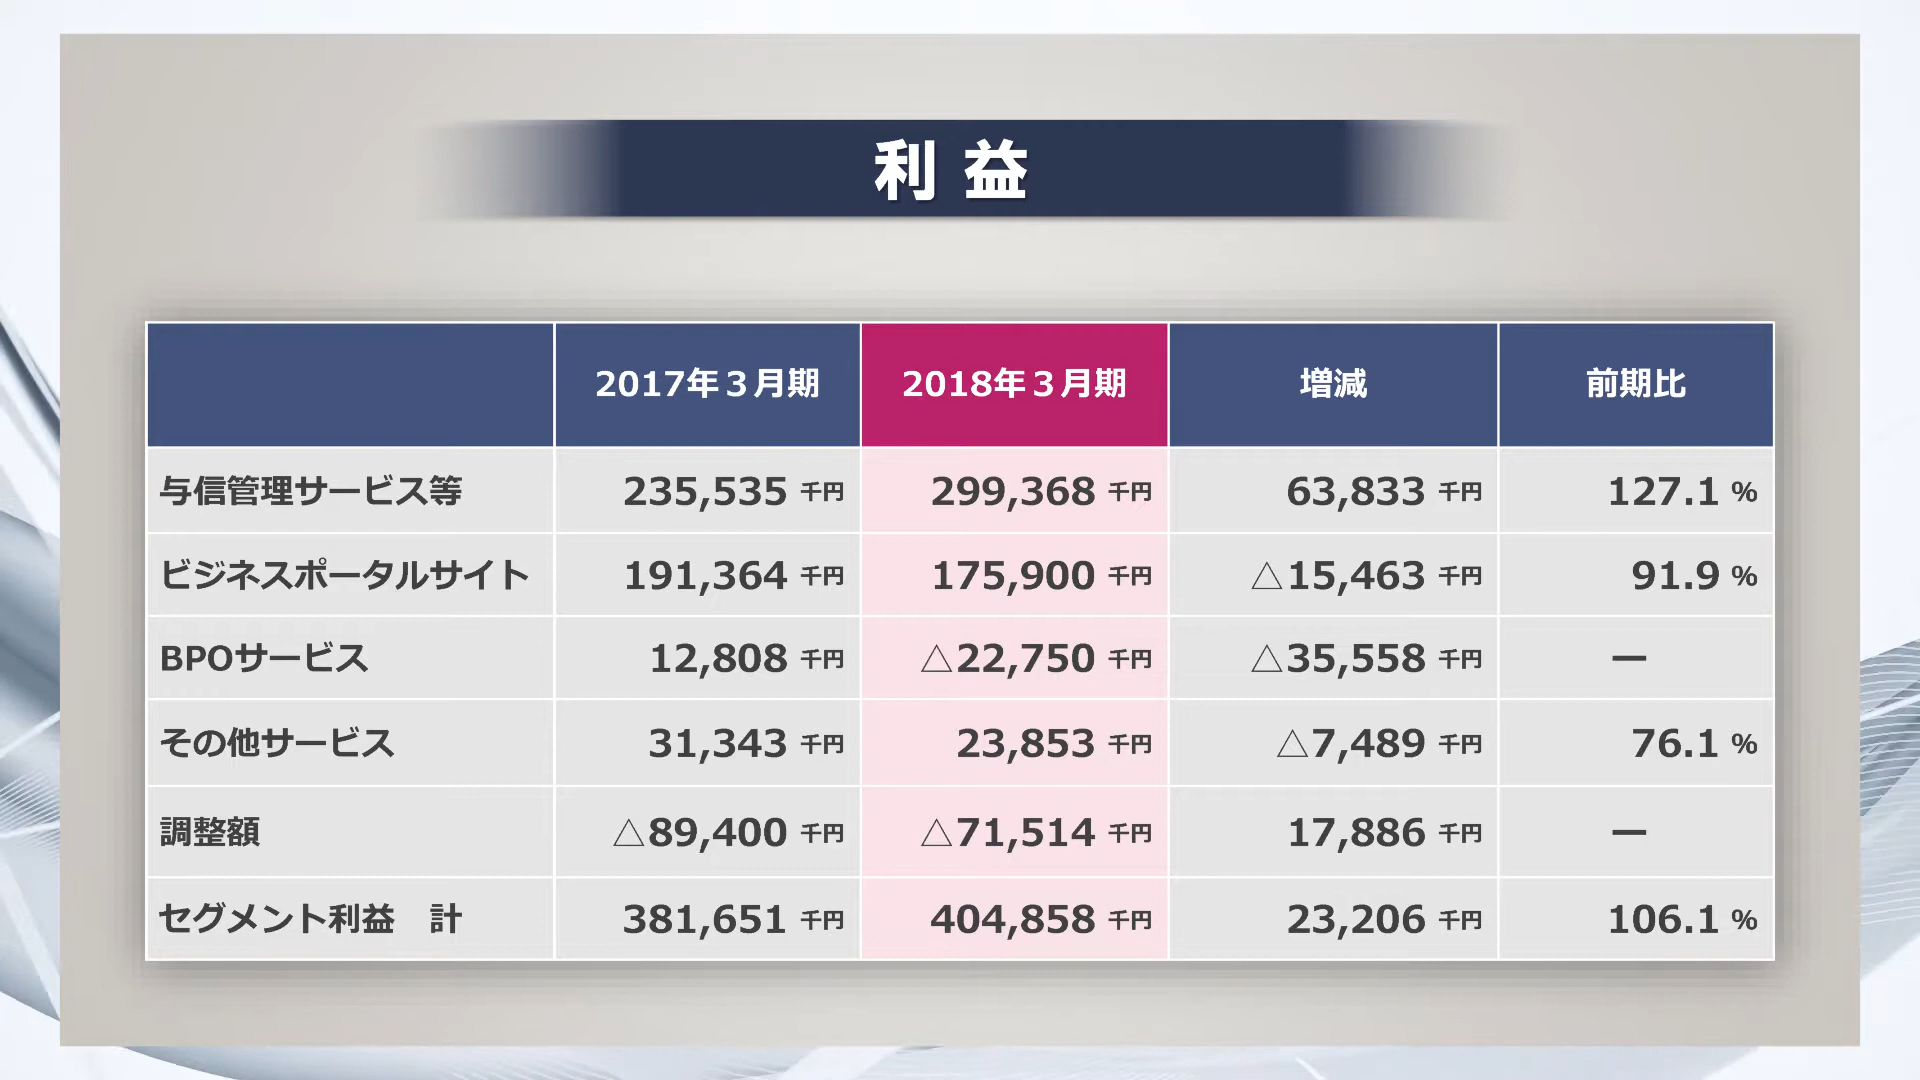 利益
2017年３月期 2018年３月期 増減 前期比
与信管理サービス等 235,535 千円 299,368 千円 63,833 千円 127.1 %
ビジネスポータルサイト 191,364 千円 175,900 千円 △15,463 千円 91.9 %
BPOサービス 12,808 千円 △22,750 千円 △35,558 千円 ー
その他サービス 31,343 千円 23,853 千円 △7,489 千円 76.1 %
調整額 △89,400 千円 △71,514 千円 17,886 千円 ー
セグメント利益　計 381,651 千円 404,858 千円 23,206 千円 106.1 %